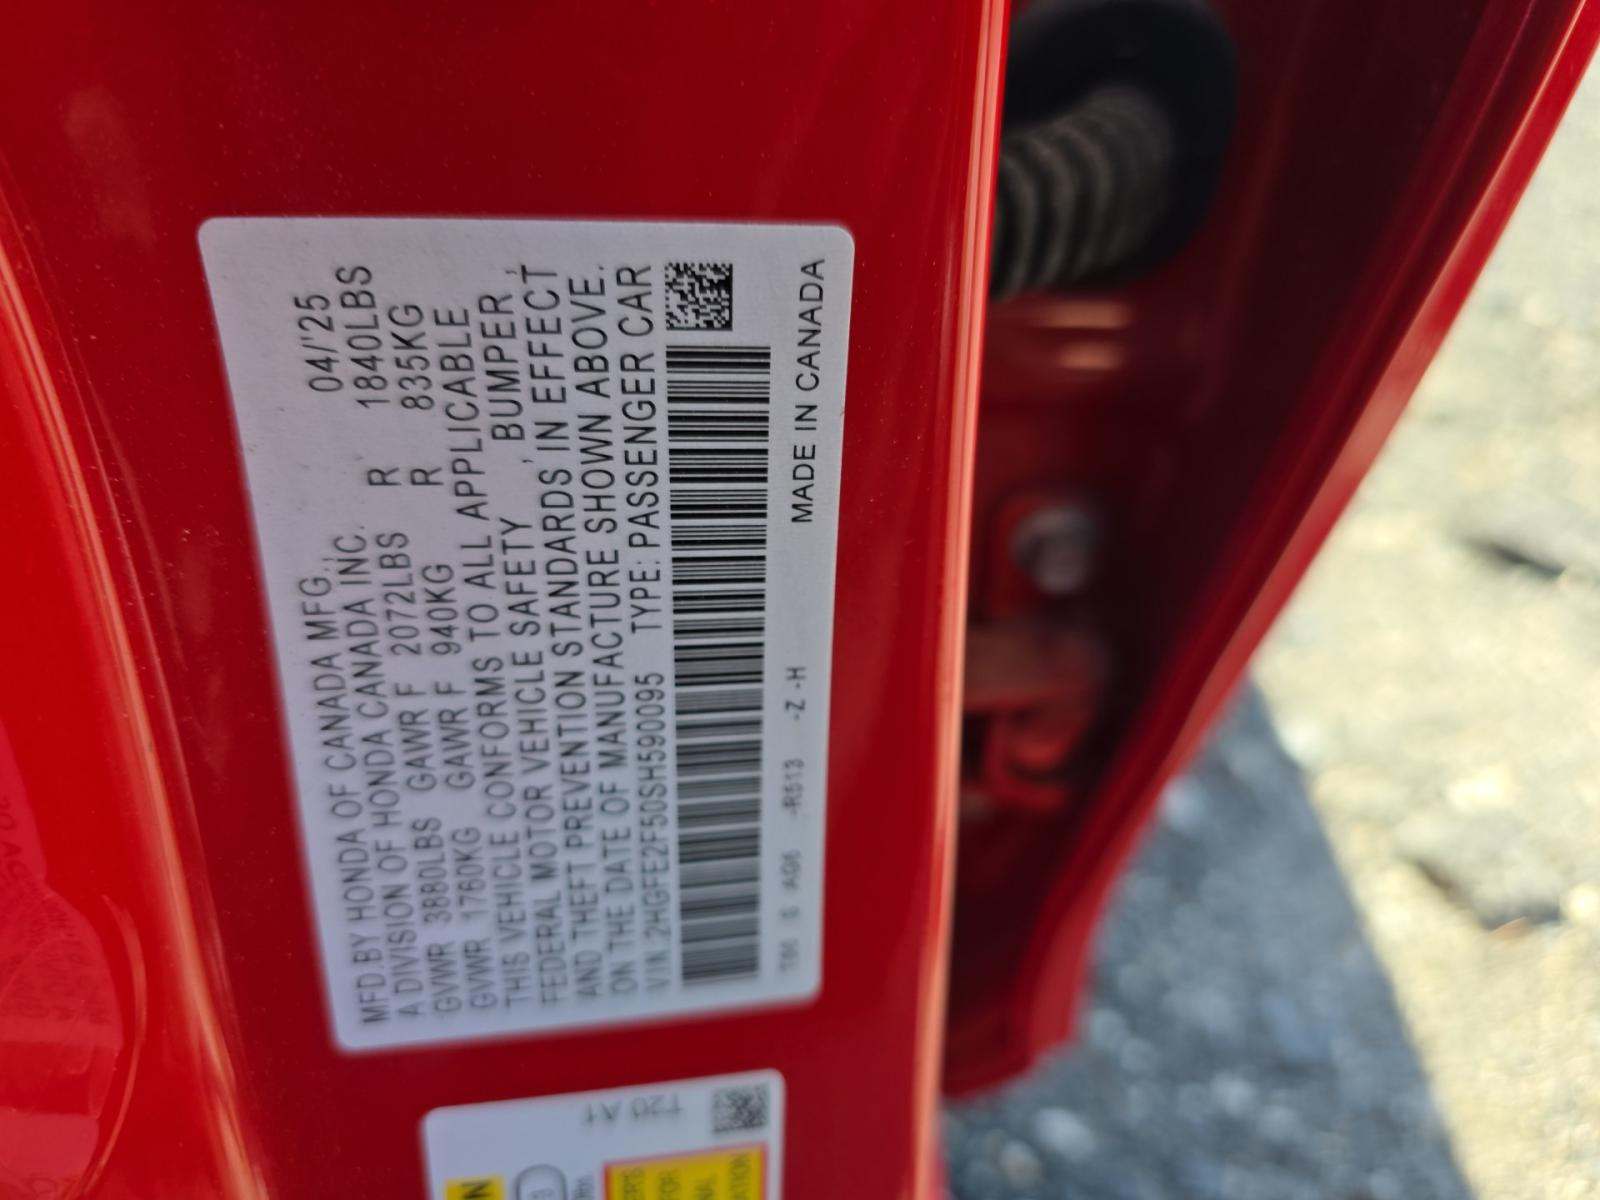 MFD. BY HONDA OF CANADA MFG., 04/'25
A DIVISION OF HONDA CANADA INC.
GVWR 3880LBS GAWR F 2072LBS R 1840LBS
GVWR 1760KG GAWR F 940KG R 835KG
THIS VEHICLE CONFORMS TO ALL APPLICABLE
FEDERAL MOTOR VEHICLE SAFETY , BUMPER ,
AND THEFT PREVENTION STANDARDS IN EFFECT
ON THE DATE OF MANUFACTURE SHOWN ABOVE.
VIN: 2HGFE2F50SH590095 TYPE: PASSENGER CAR
-R513 -Z -H MADE IN CANADA
T20 A1